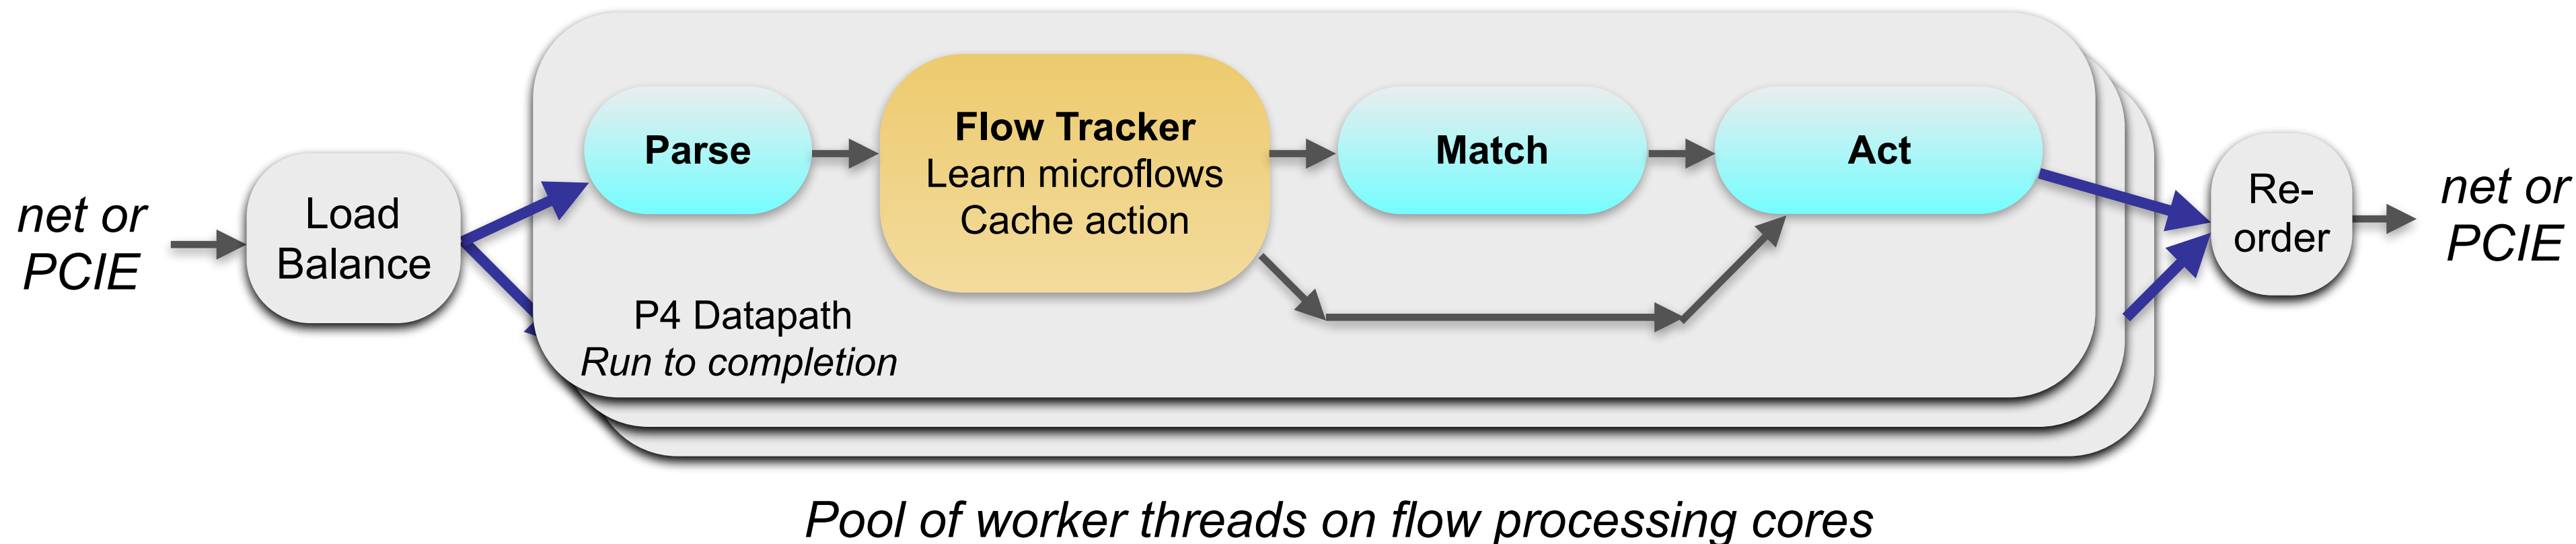 net or
PCIE
Load
Balance
Parse
Flow Tracker
Learn microflows
Cache action
Match
Act
P4 Datapath
Run to completion
Re-
order
net or
PCIE
Pool of worker threads on flow processing cores